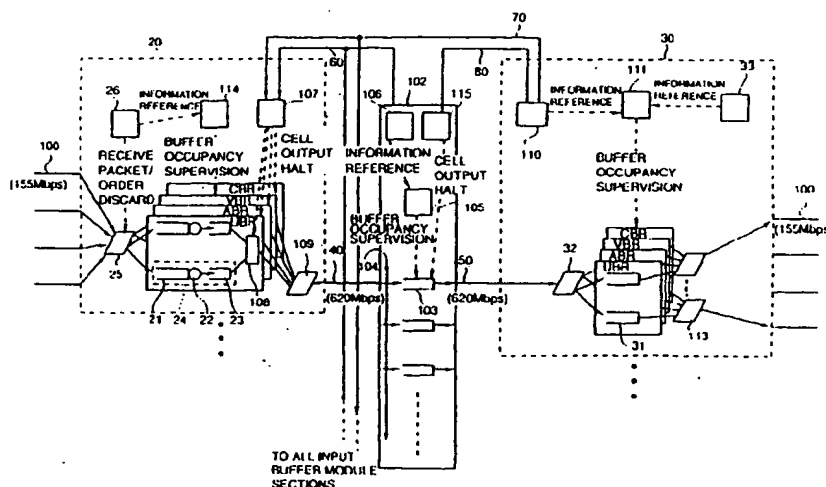 70
20
60
80
30
106
102
115
107
111
33
26
INFORMATION
REFERENCE
114
INFORMATION
REFERENCE
INFORMATION
REFERENCE
110
100
(155Mbps)
RECEIVE
PACKET/
ORDER
DISCARD
BUFFER
OCCUPANCY
SUPERVISION
CELL
OUTPUT
HALT
INFORMATION
REFERENCE
CELL
OUTPUT
HALT
BUFFER
OCCUPANCY
SUPERVISION
100
(155Mbps)
CBR
VBR
ABR
UBR
BUFFER
OCCUPANCY
SUPERVISION
105
CBR
VBR
ABR
UBR
109
40
104
50
32
25
108
(620Mbps)
103
(620Mbps)
21
24
22
23
31
113
TO ALL INPUT
BUFFER MODULE
SECTIONS